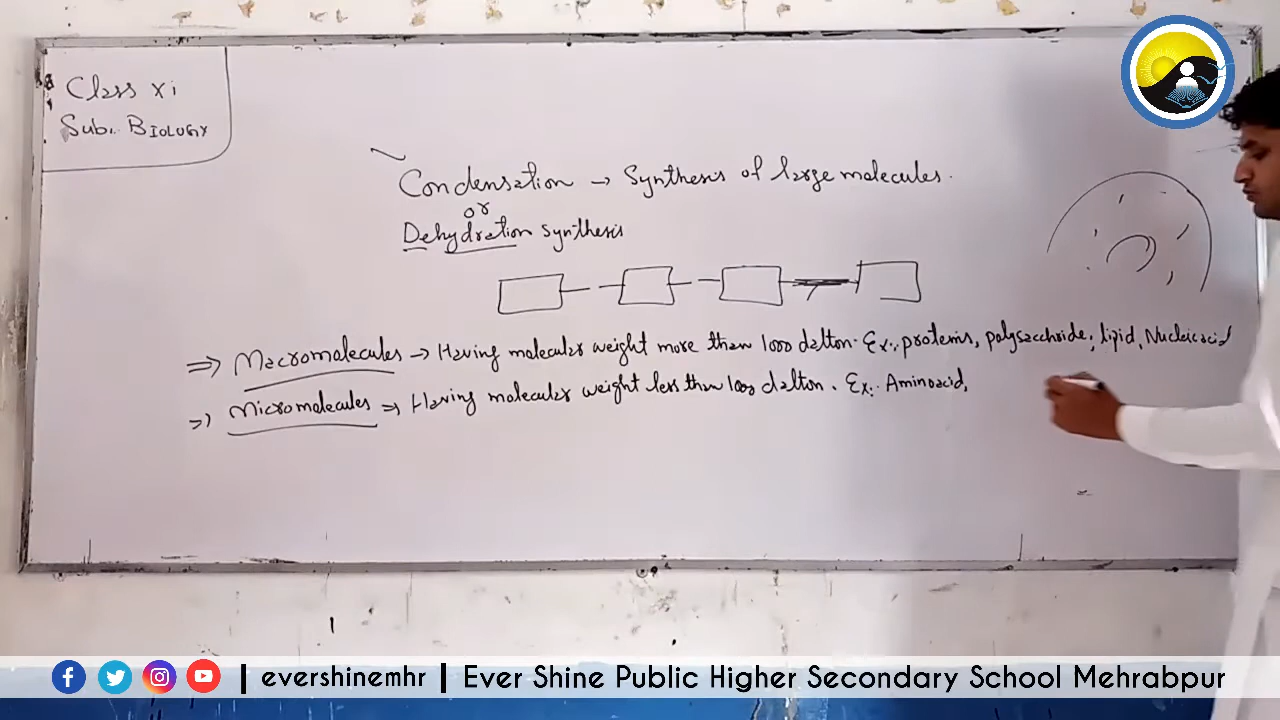 Class XI
Sub:. BIOLOGY
Condensation → Synthesis of large molecules.
or
Dehydration synthesis
⇒ Macromolecules → Having molecular weight more than 1000 dalton. Ex:. proteins, polysaccharide, lipid, Nucleic acid
⇒ Micromolecules ⇒ Having molecular weight less than 1000 dalton. Ex:. Aminoacid,
| evershinemhr | Ever Shine Public Higher Secondary School Mehrabpur